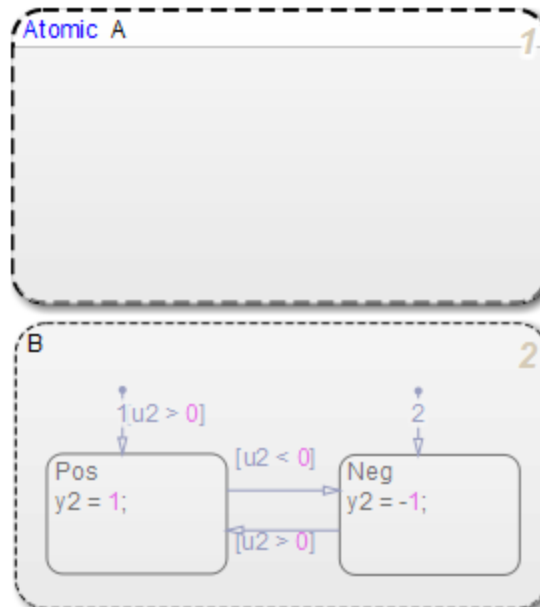 Atomic A
1
B
2
1[u2 > 0]
2
[u2 < 0]
Pos
Neg
y2 = 1;
y2 = -1;
[u2 > 0]